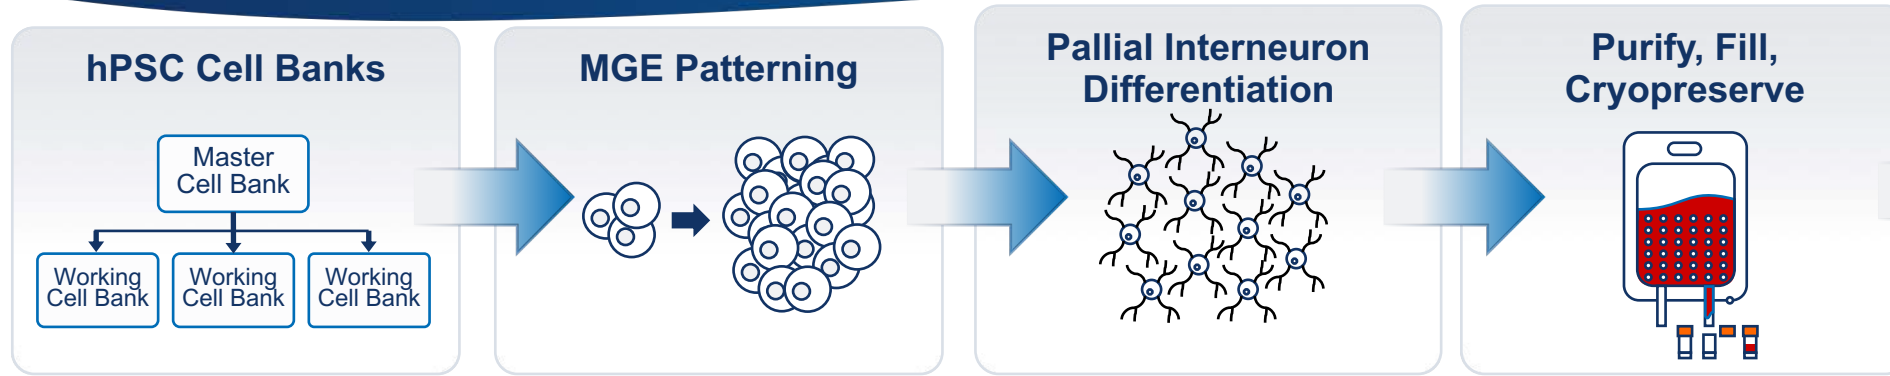 hPSC Cell Banks
Master
Cell Bank
Working
Cell Bank
Working
Cell Bank
Working
Cell Bank
MGE Patterning
Pallial Interneuron
Differentiation
Purify, Fill,
Cryopreserve